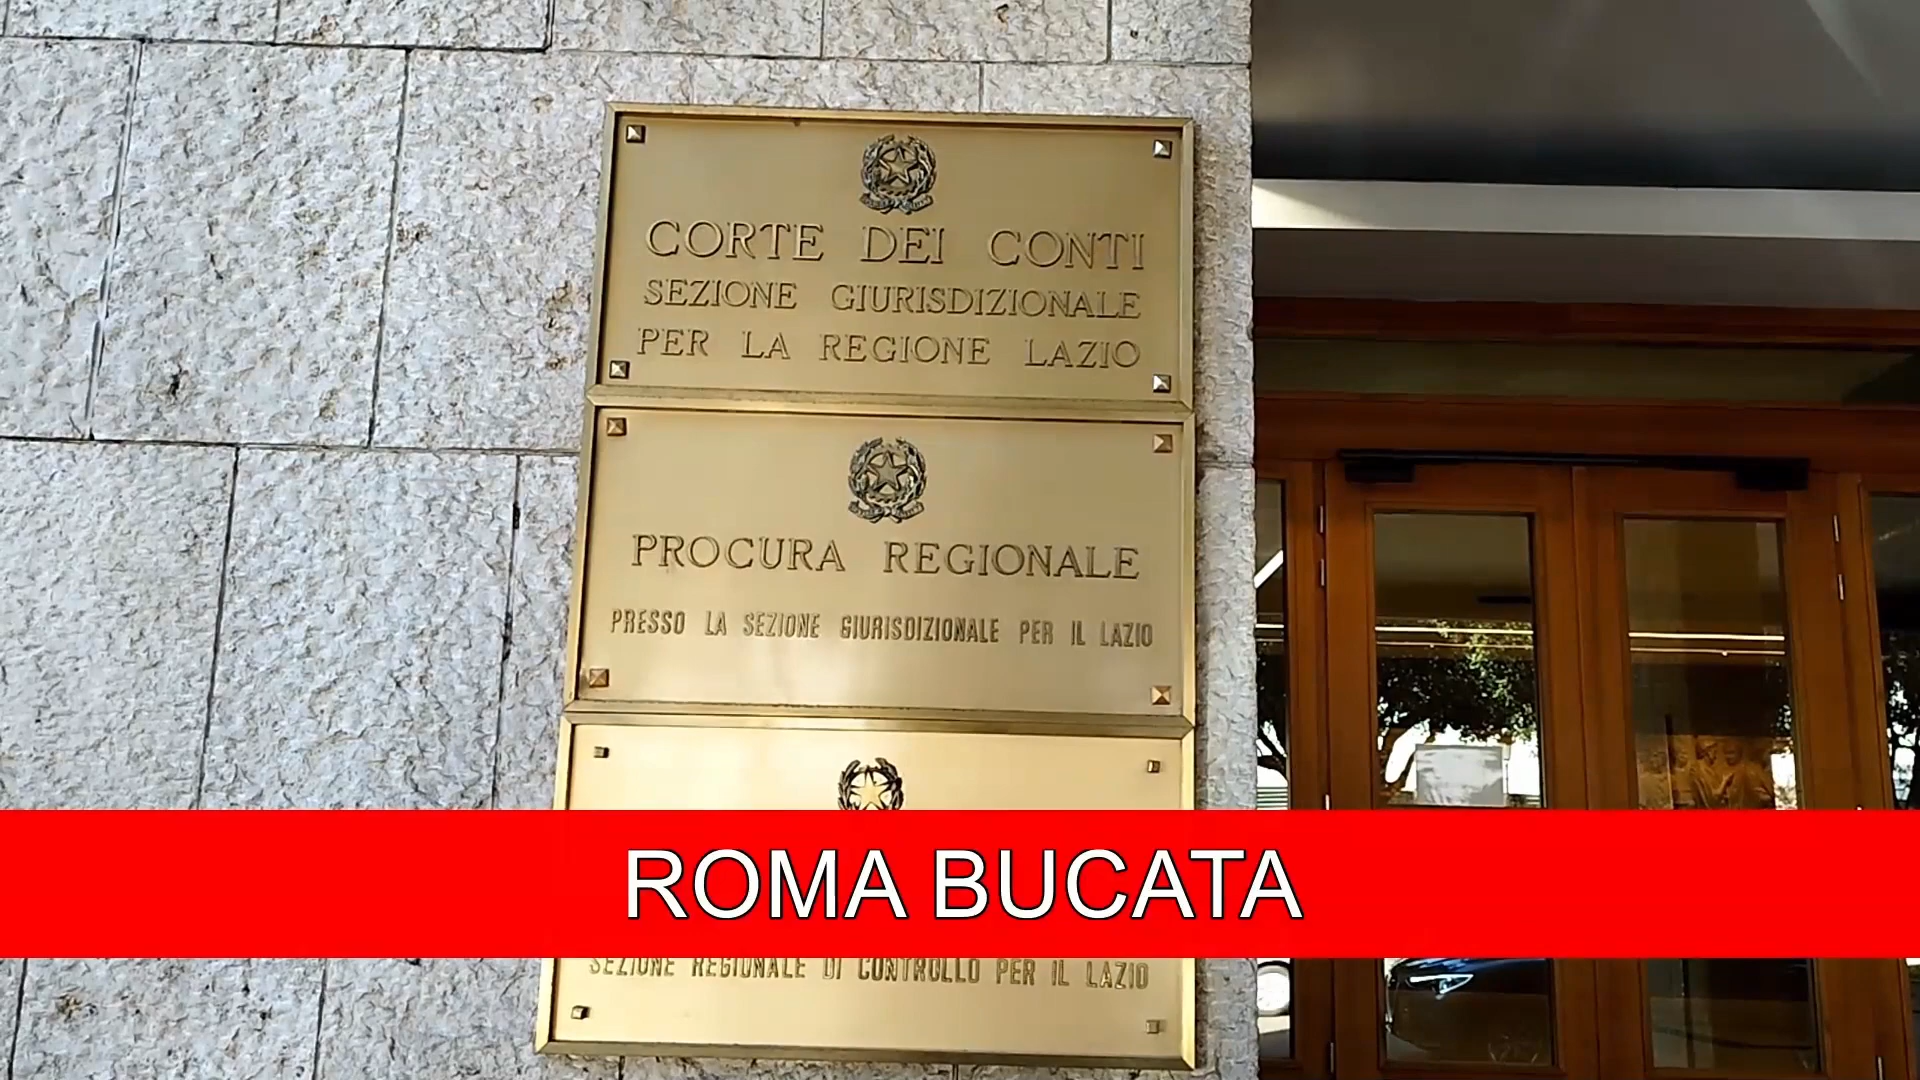 CORTE DEI CONTI
SEZIONE GIURISDIZIONALE
PER LA REGIONE LAZIO
PROCURA REGIONALE
PRESSO LA SEZIONE GIURISDIZIONALE PER IL LAZIO
ROMA BUCATA
SEZIONE REGIONALE DI CONTROLLO PER IL LAZIO